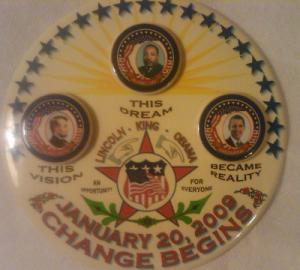 THIS
DREAM
LINCOLN - KING - OBAMA
THIS
VISION
BECAME
REALITY
AN
OPPORTUNITY
FOR
EVERYONE
JANUARY 20, 2009
CHANGE BEGINS